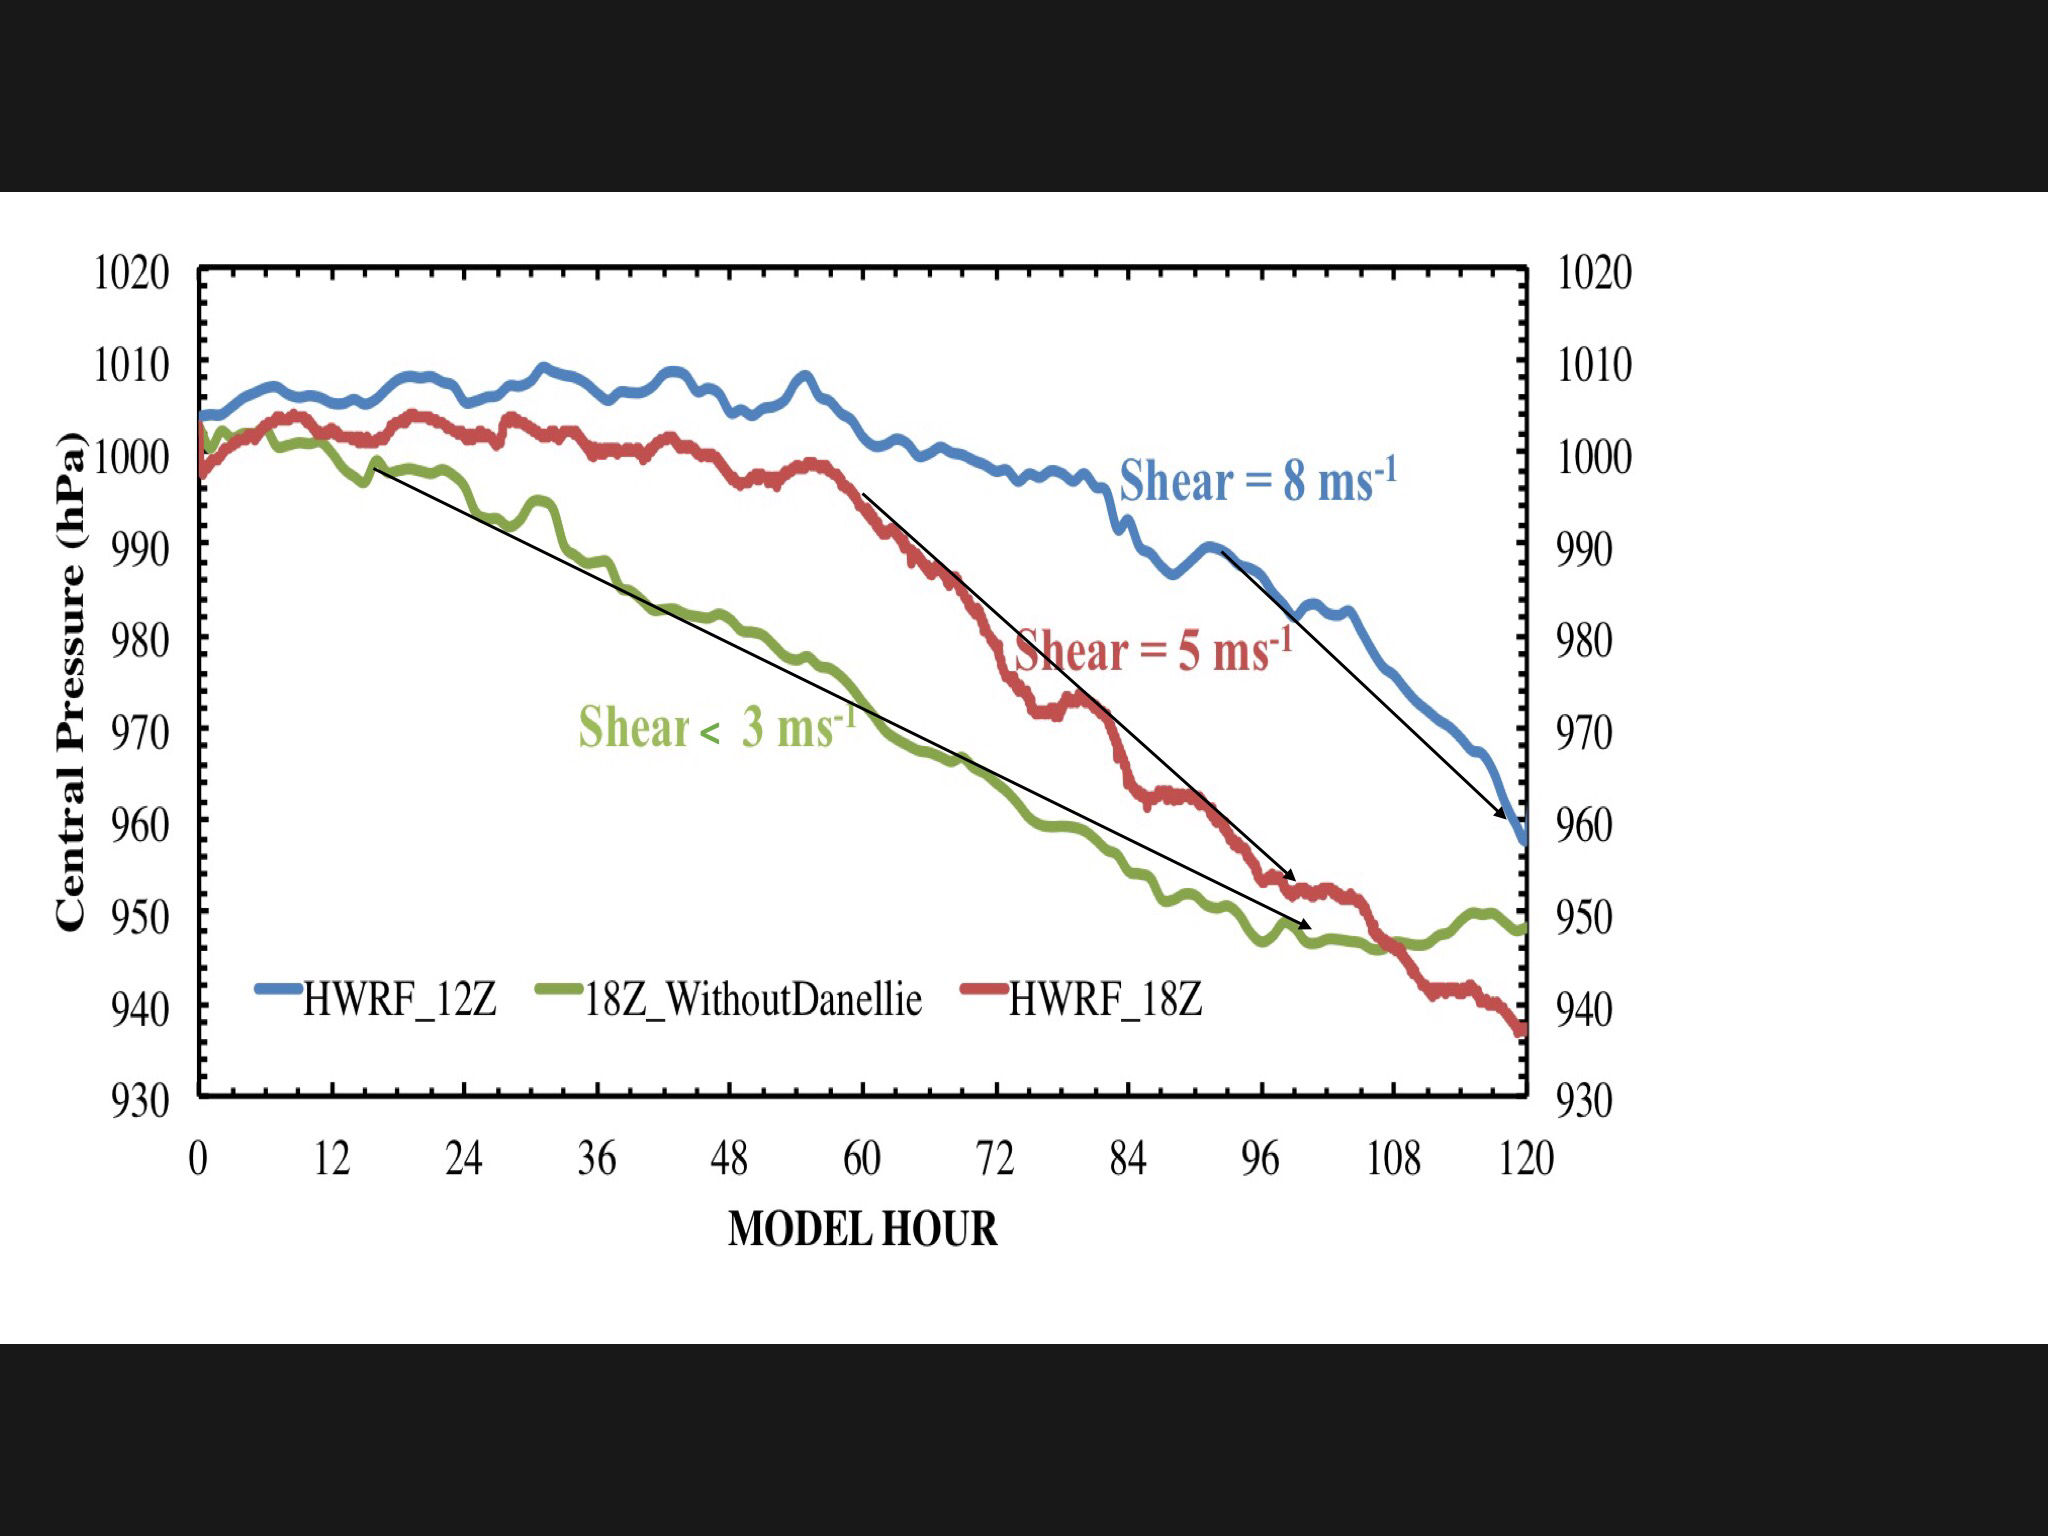 1020 1020
1010 1010
1000 1000
990 990
980 980
970 970
960 960
950 950
940 940
930 930
Central Pressure (hPa)
Shear = 8 ms-1
Shear = 5 ms-1
Shear < 3 ms-1
HWRF_12Z 18Z_WithoutDanellie HWRF_18Z
0 12 24 36 48 60 72 84 96 108 120
MODEL HOUR